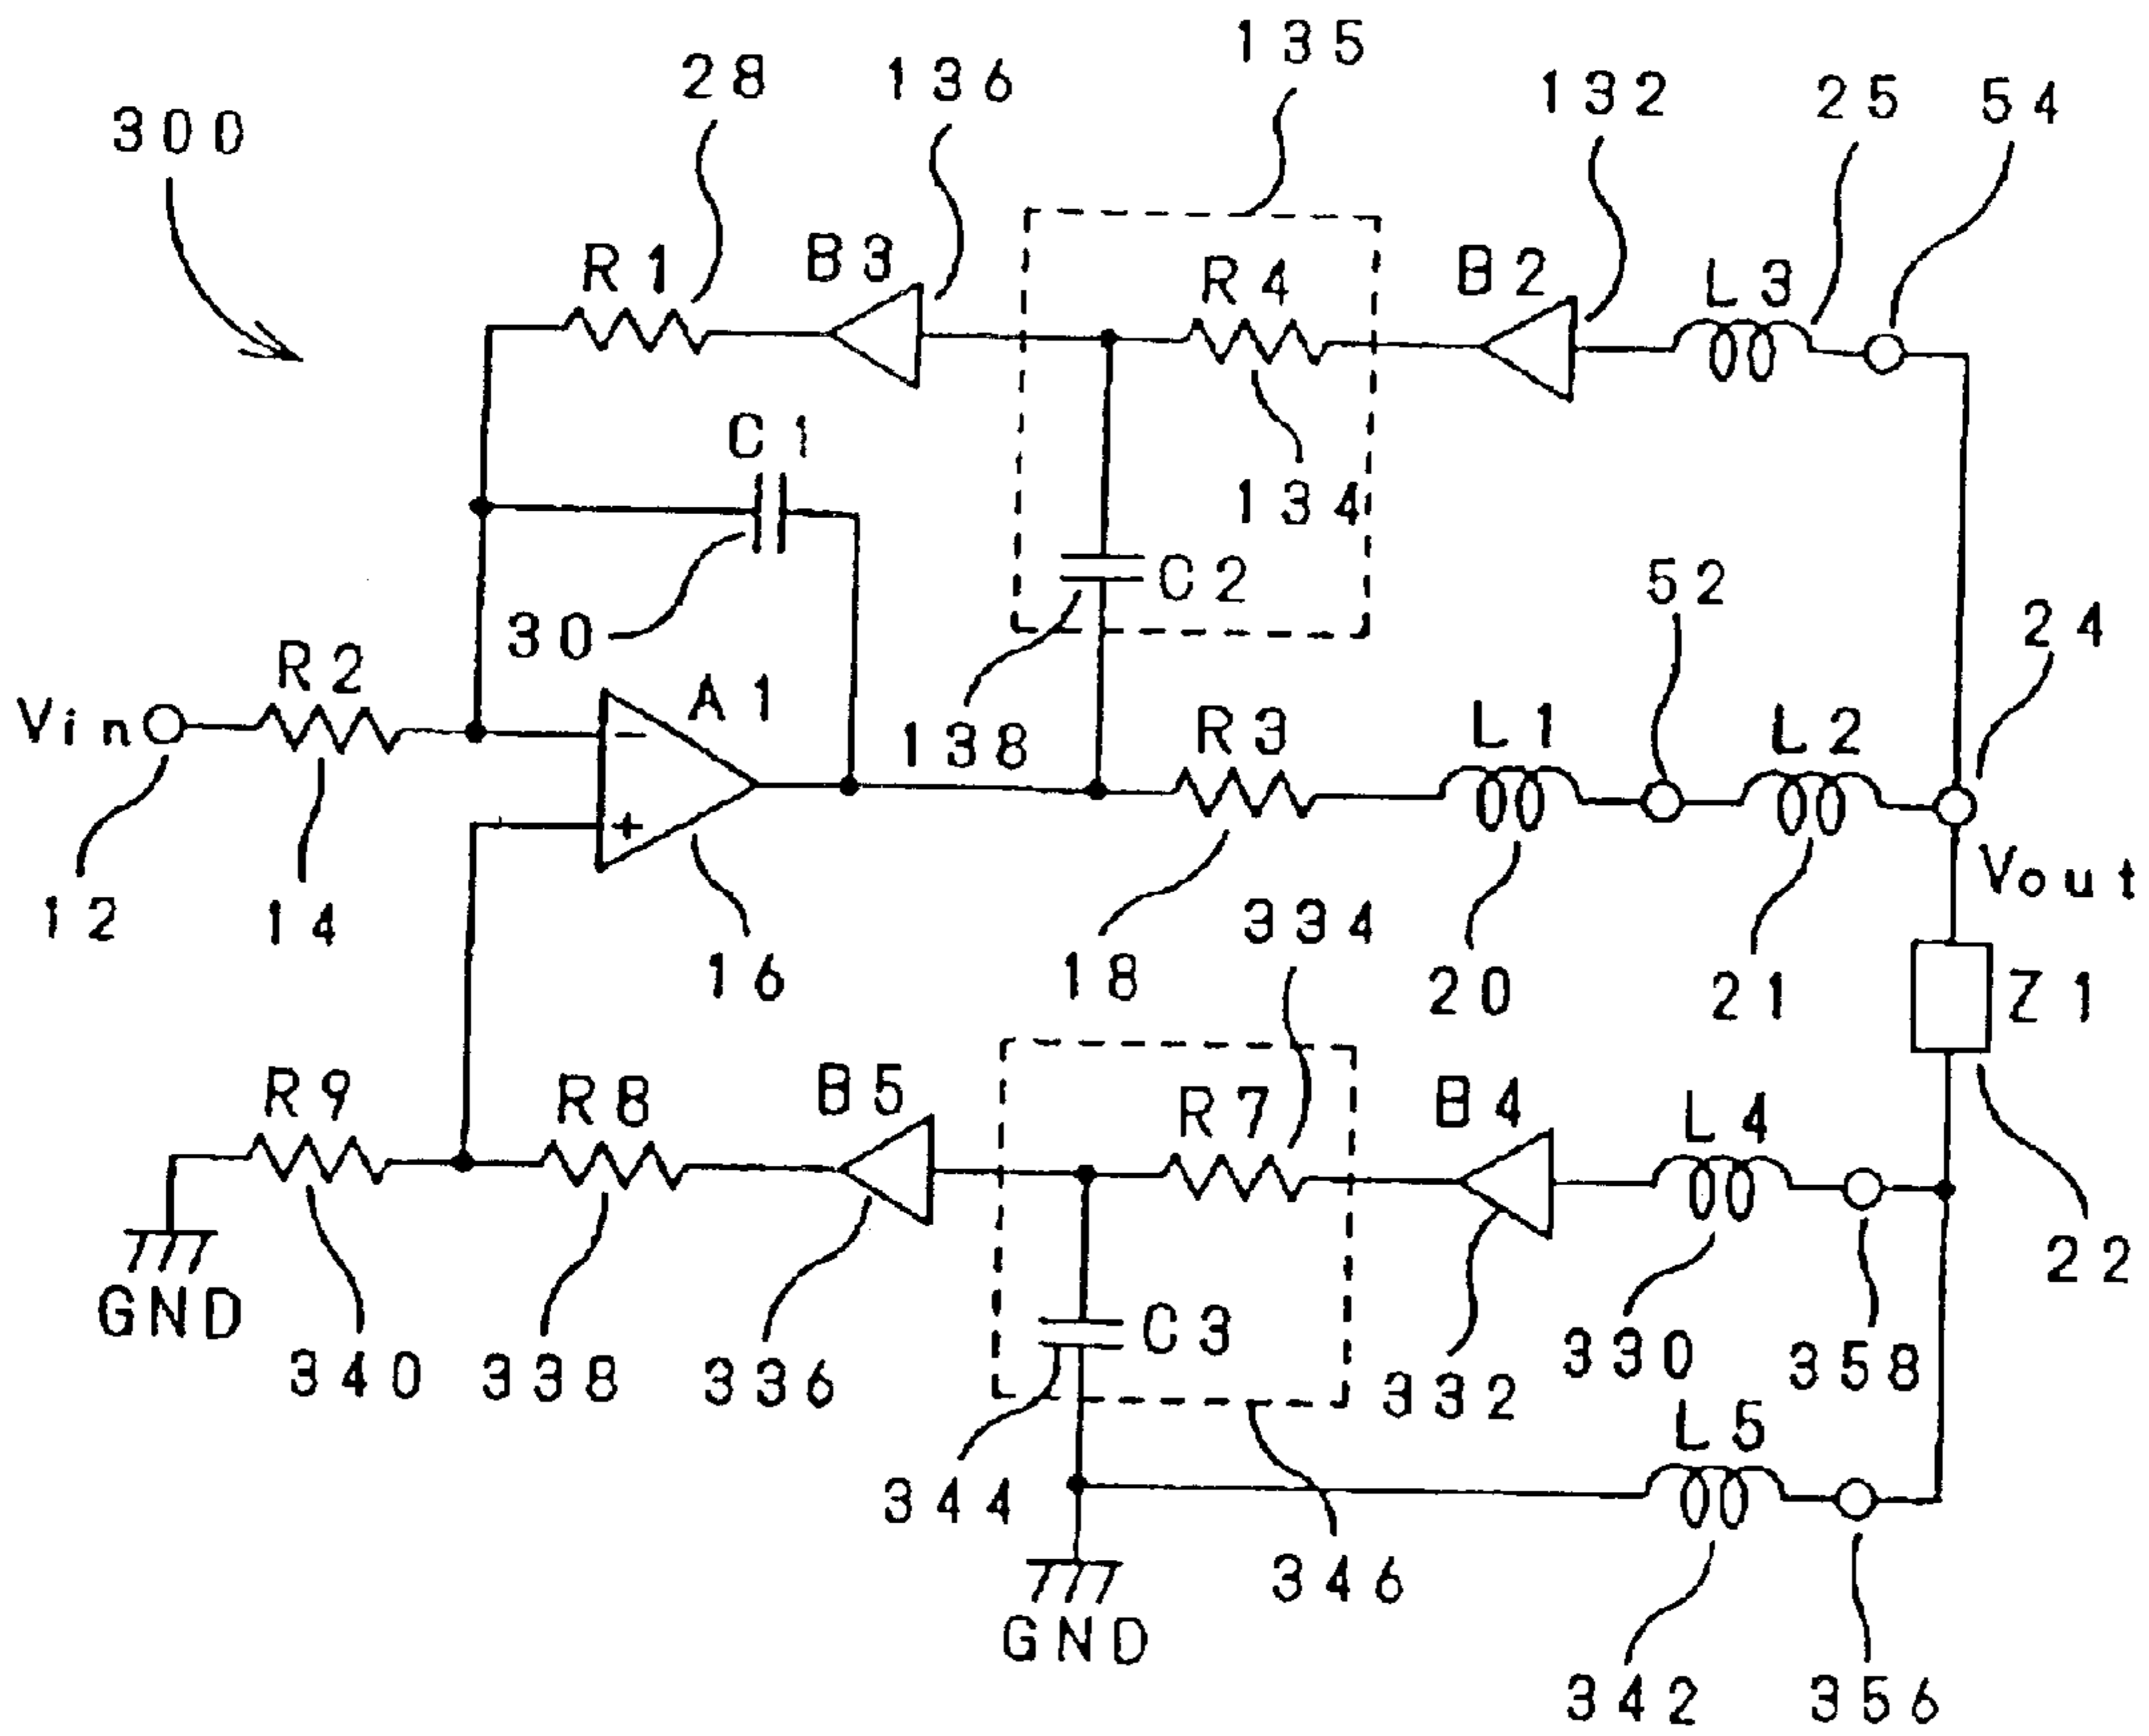 135
28
136
132
25
54
300
R1
B3
R4
B2
L3
C1
134
C2
52
30
24
R2
A1
Vin
138
R3
L1
L2
−
+
Vout
12
14
16
18
334
20
21
Z1
R9
R8
B5
R7
B4
L4
22
GND
C3
340
338
336
332
330
358
L5
344
346
GND
342
356